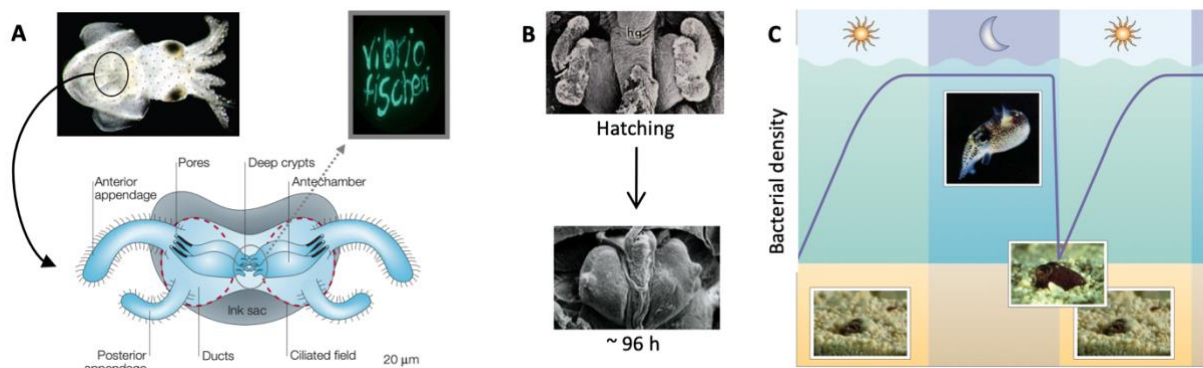 A
vibrio
fischeri
Pores
Deep crypts
Anterior
appendage
Antechamber
Ink sac
Posterior
appendage
Ducts
Ciliated field
20 µm
B
hg
Hatching
~ 96 h
C
Bacterial density